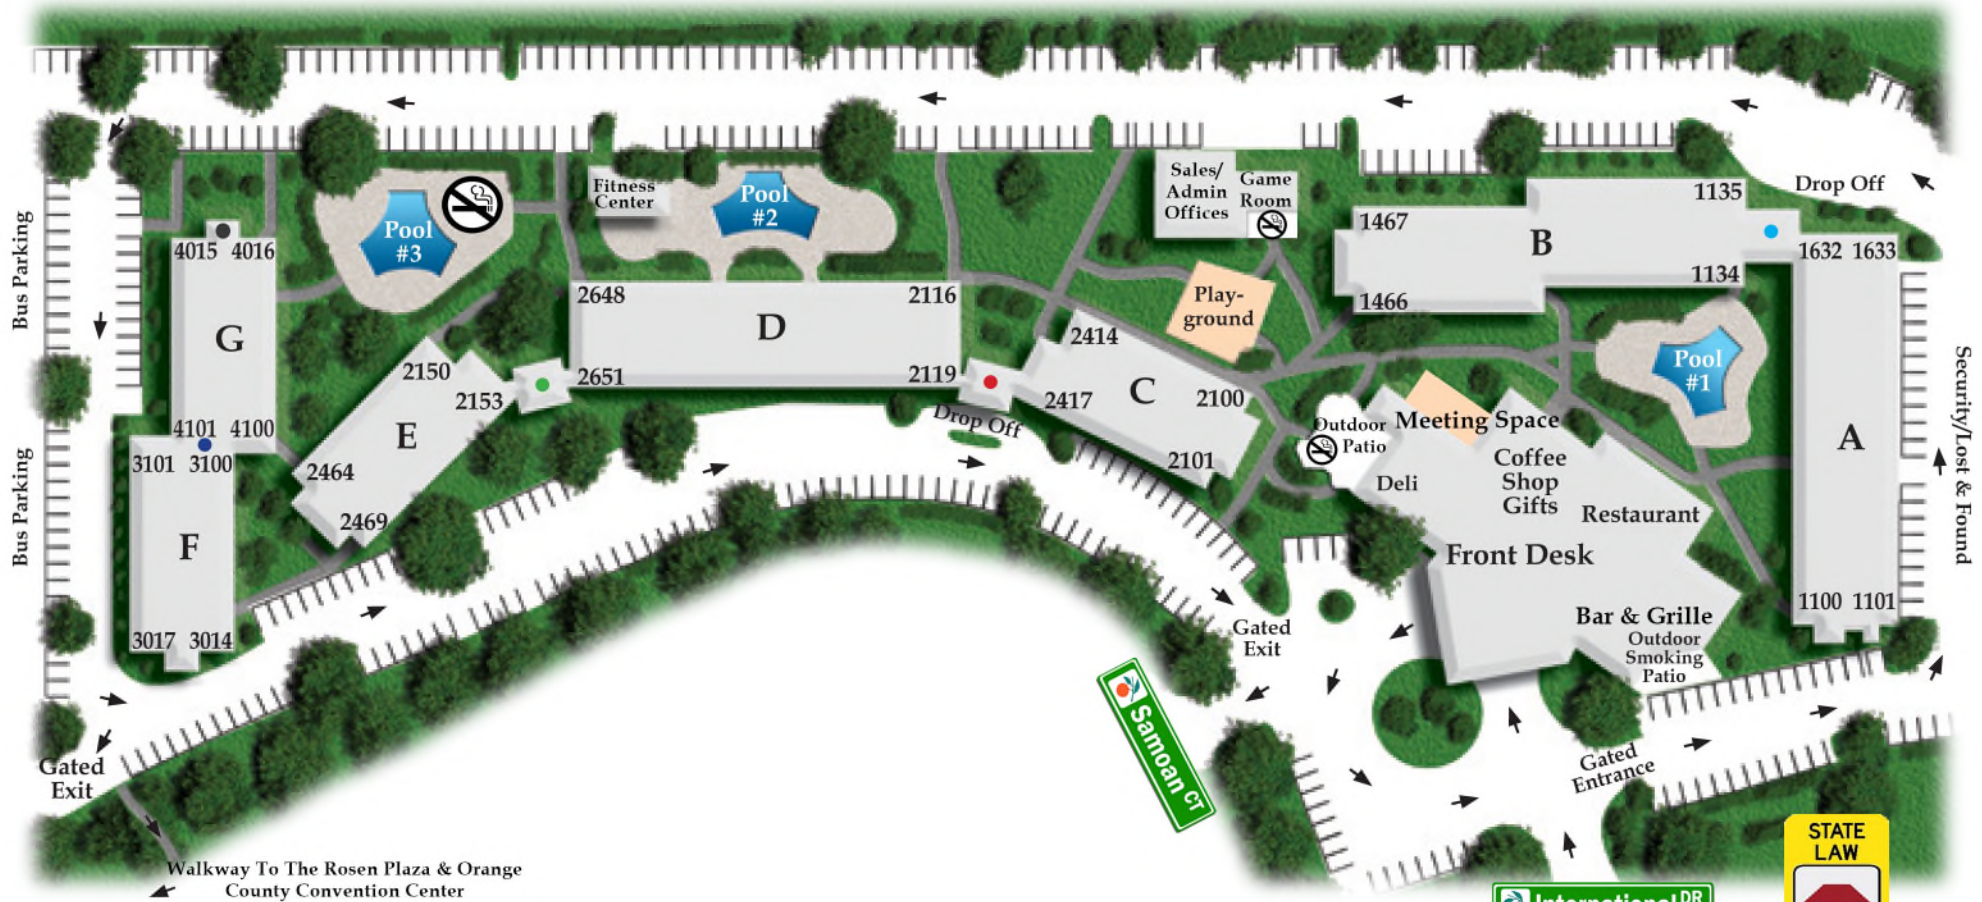 Bus Parking
Bus Parking
4015 4016
G
4101 4100
3101 3100
F
3017 3014
Pool
#3
Fitness
Center
Pool
#2
2648 2116
D
2651 2119
2150
2153
E
2464
2469
Drop Off
2414
C
2417 2100
2101
Sales/
Admin
Offices
Game
Room
Play-
ground
1467 1135
B
1466 1134
Drop Off
1632 1633
A
1100 1101
Pool
#1
Security/Lost & Found
Outdoor
Patio
Meeting Space
Deli
Coffee
Shop
Gifts
Restaurant
Front Desk
Bar & Grille
Outdoor
Smoking
Patio
Gated
Exit
Gated
Entrance
Gated
Exit
Samoan CT
International DR
STATE
LAW
Walkway To The Rosen Plaza & Orange
County Convention Center